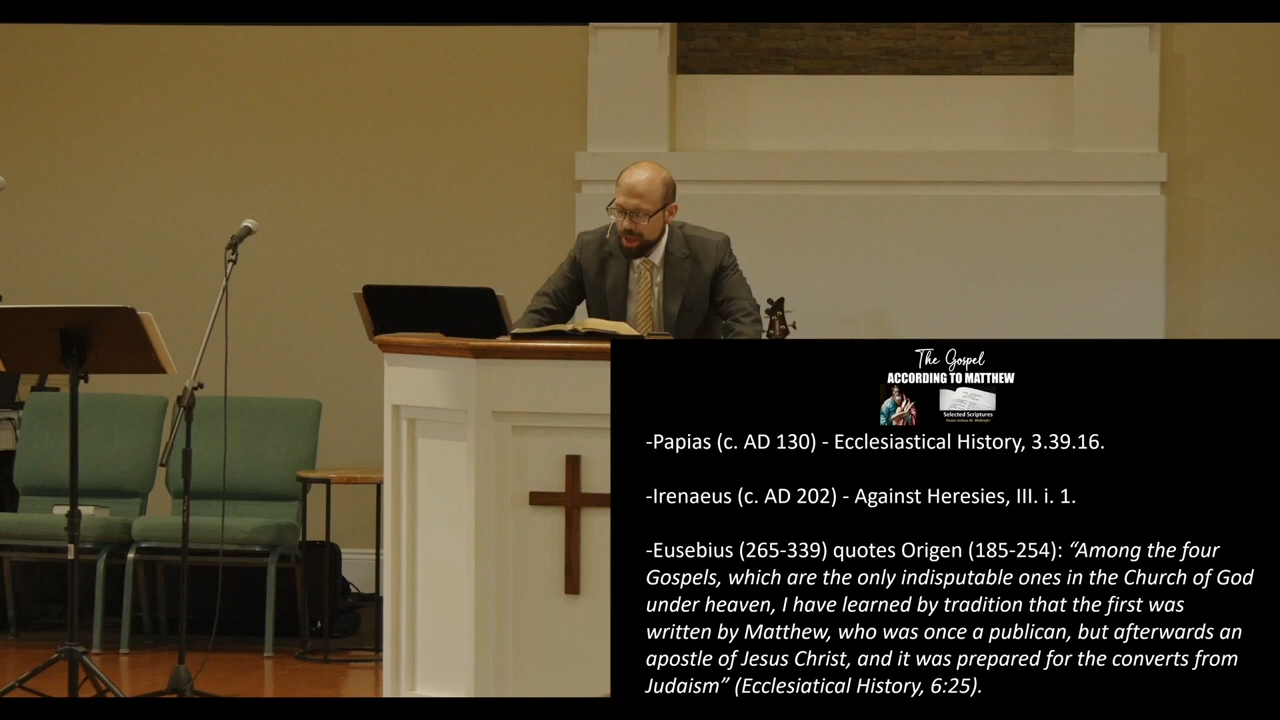 The Gospel
ACCORDING TO MATTHEW
Selected Scriptures
-Papias (c. AD 130) - Ecclesiastical History, 3.39.16.
-Irenaeus (c. AD 202) - Against Heresies, III. i. 1.
-Eusebius (265-339) quotes Origen (185-254): “Among the four
Gospels, which are the only indisputable ones in the Church of God
under heaven, I have learned by tradition that the first was
written by Matthew, who was once a publican, but afterwards an
apostle of Jesus Christ, and it was prepared for the converts from
Judaism” (Ecclesiatical History, 6:25).